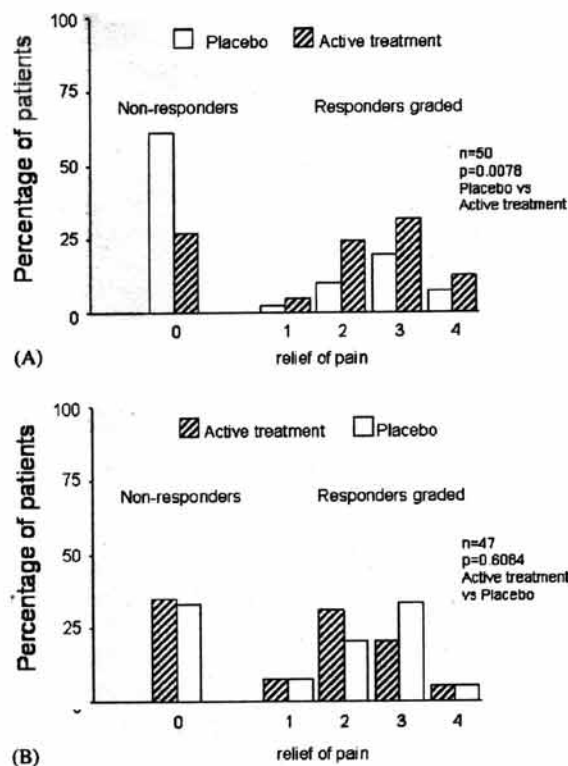 100
75
50
25
0
Percentage of patients
Placebo Active treatment
Non-responders Responders graded
n=50
p=0.0078
Placebo vs
Active treatment
0 1 2 3 4
relief of pain
(A)
100
75
50
25
Percentage of patients
Active treatment Placebo
Non-responders Responders graded
n=47
p=0.6064
Active treatment
vs Placebo
0 1 2 3 4
relief of pain
(B)